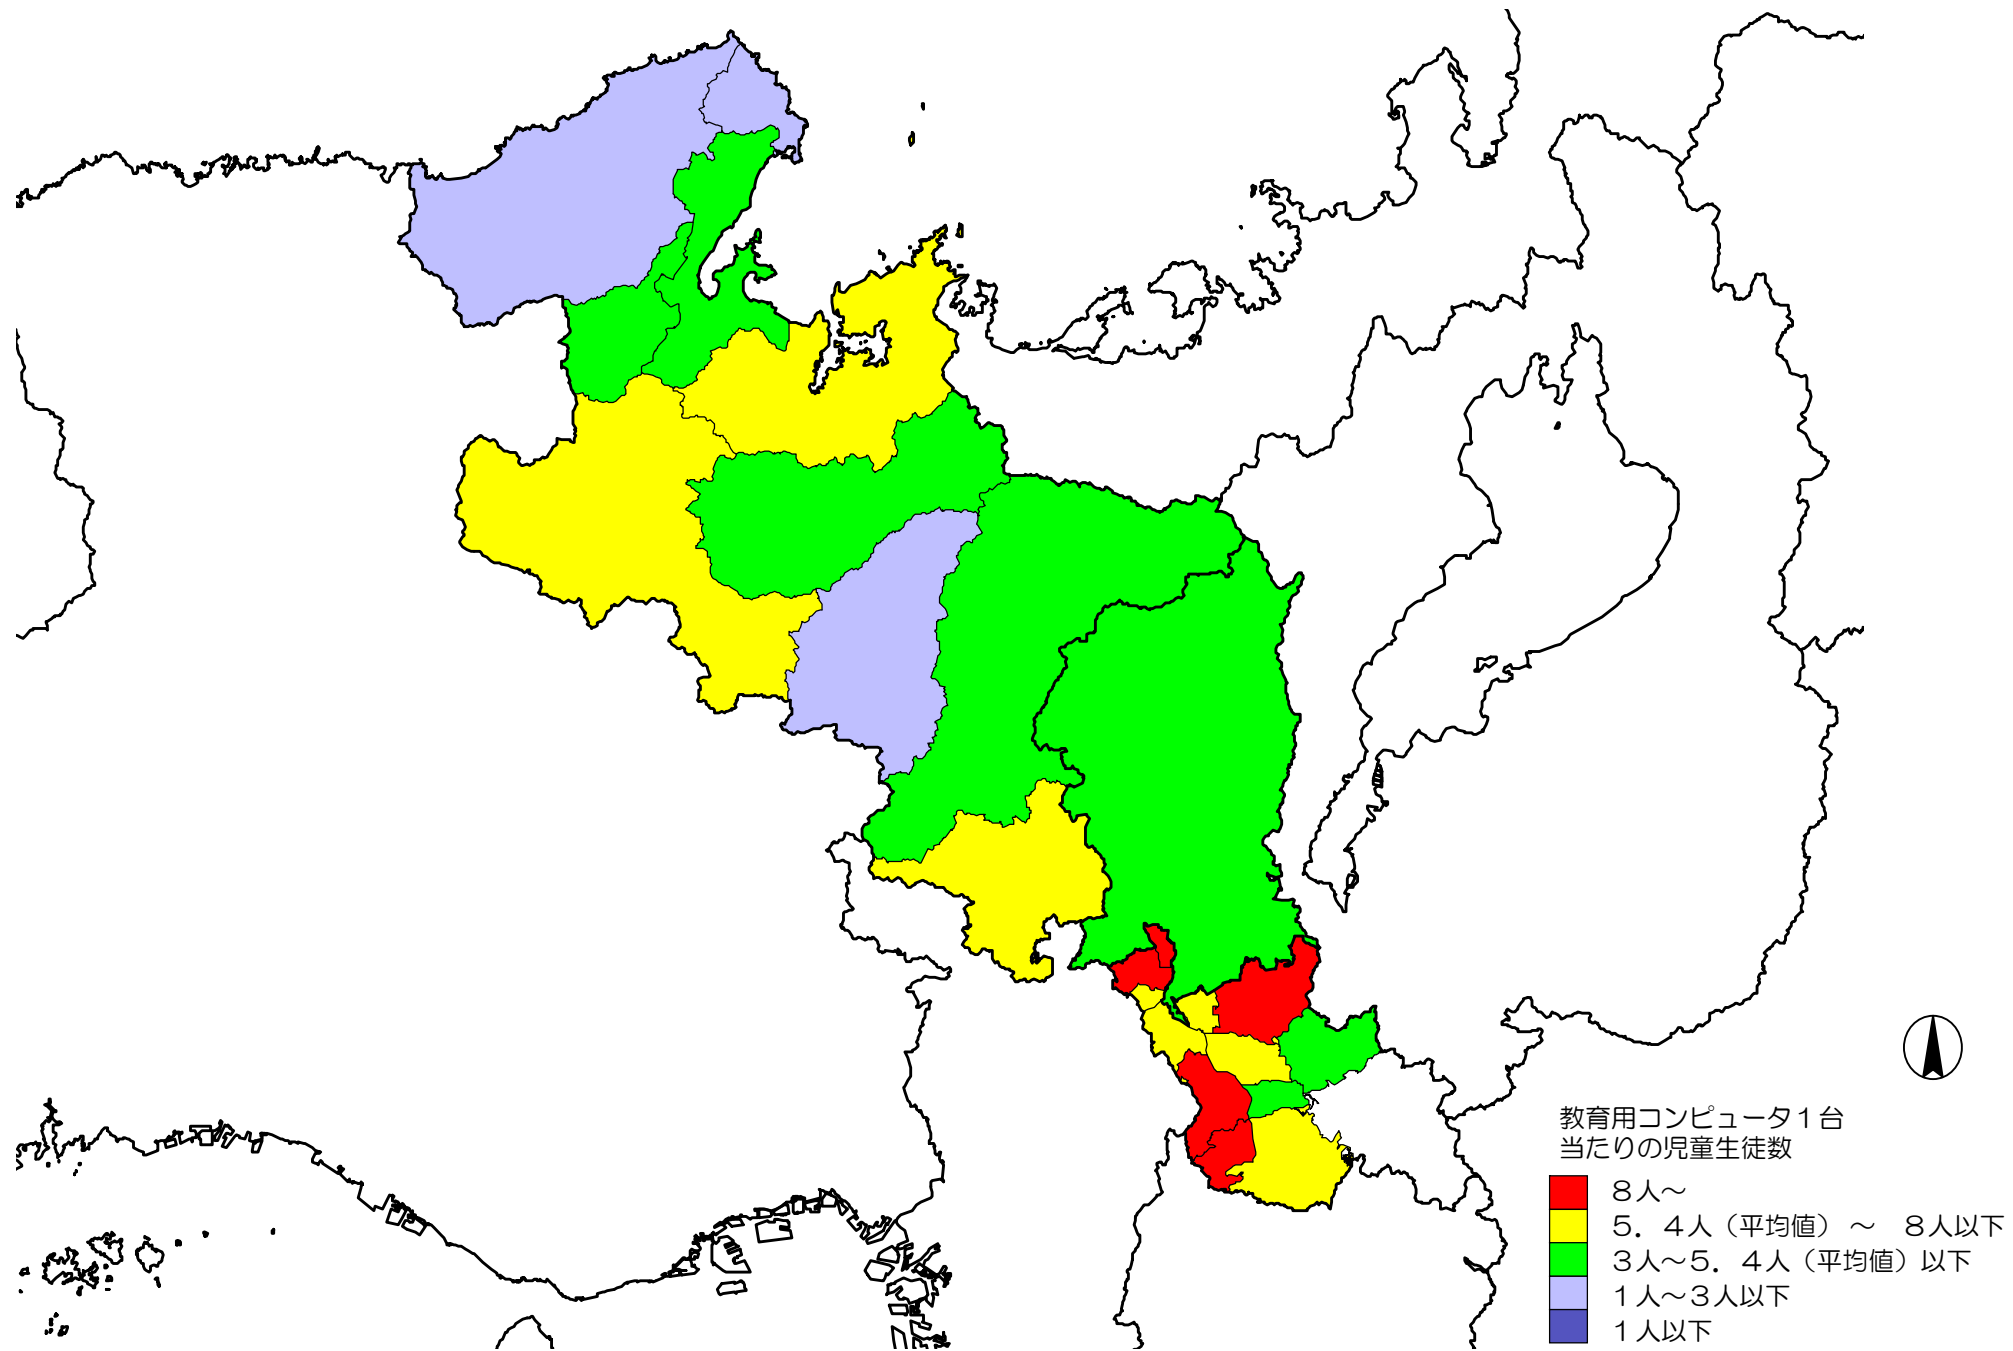 教育用コンピュータ１台
当たりの児童生徒数
８人～
５．４人（平均値）～　８人以下
３人～５．４人（平均値）以下
１人～３人以下
１人以下